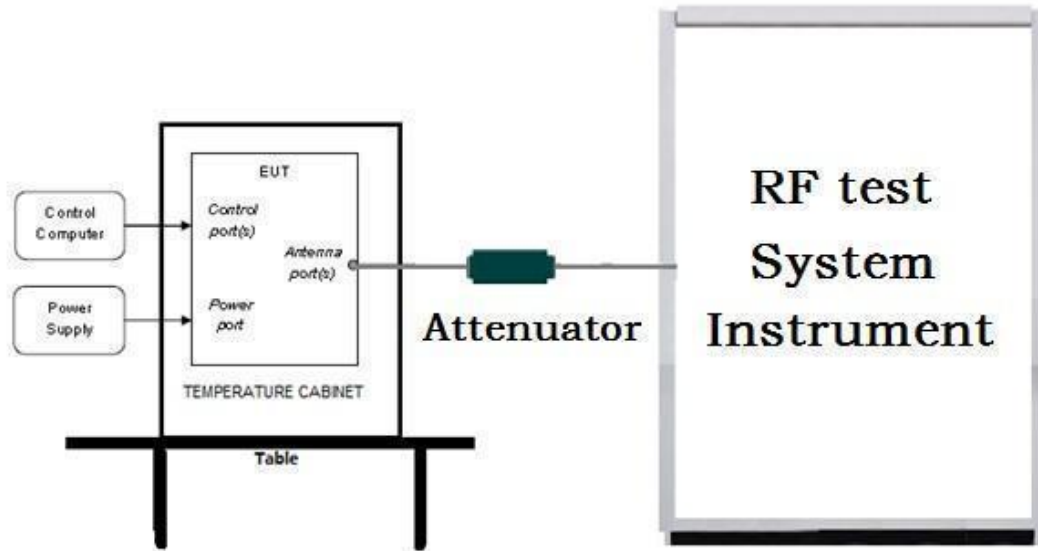 EUT
Control
Computer
Control
port(s)
Antenna
port(s)
Power
Supply
Power
port
TEMPERATURE CABINET
Table
Attenuator
RF test
System
Instrument